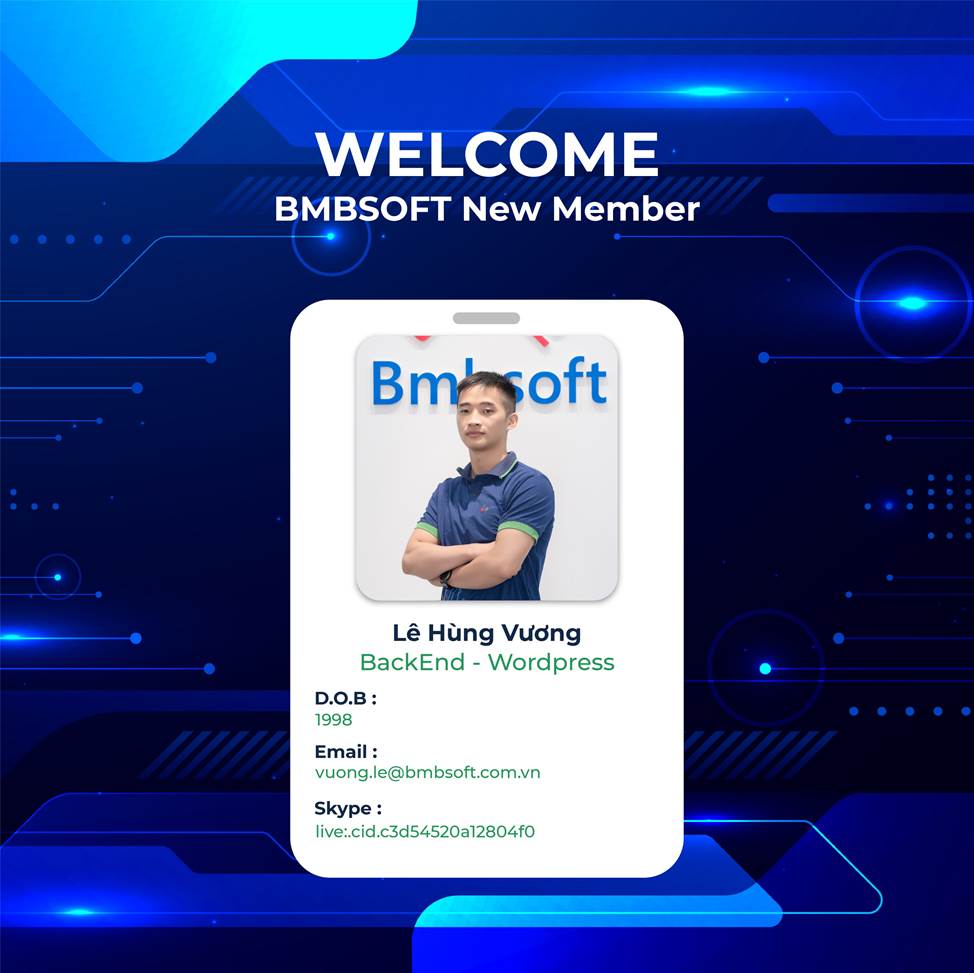 WELCOME
BMBSOFT New Member
Bmbsoft
Lê Hùng Vương
BackEnd - Wordpress
D.O.B :
1998
Email :
vuong.le@bmbsoft.com.vn
Skype :
live:.cid.c3d54520a12804f0